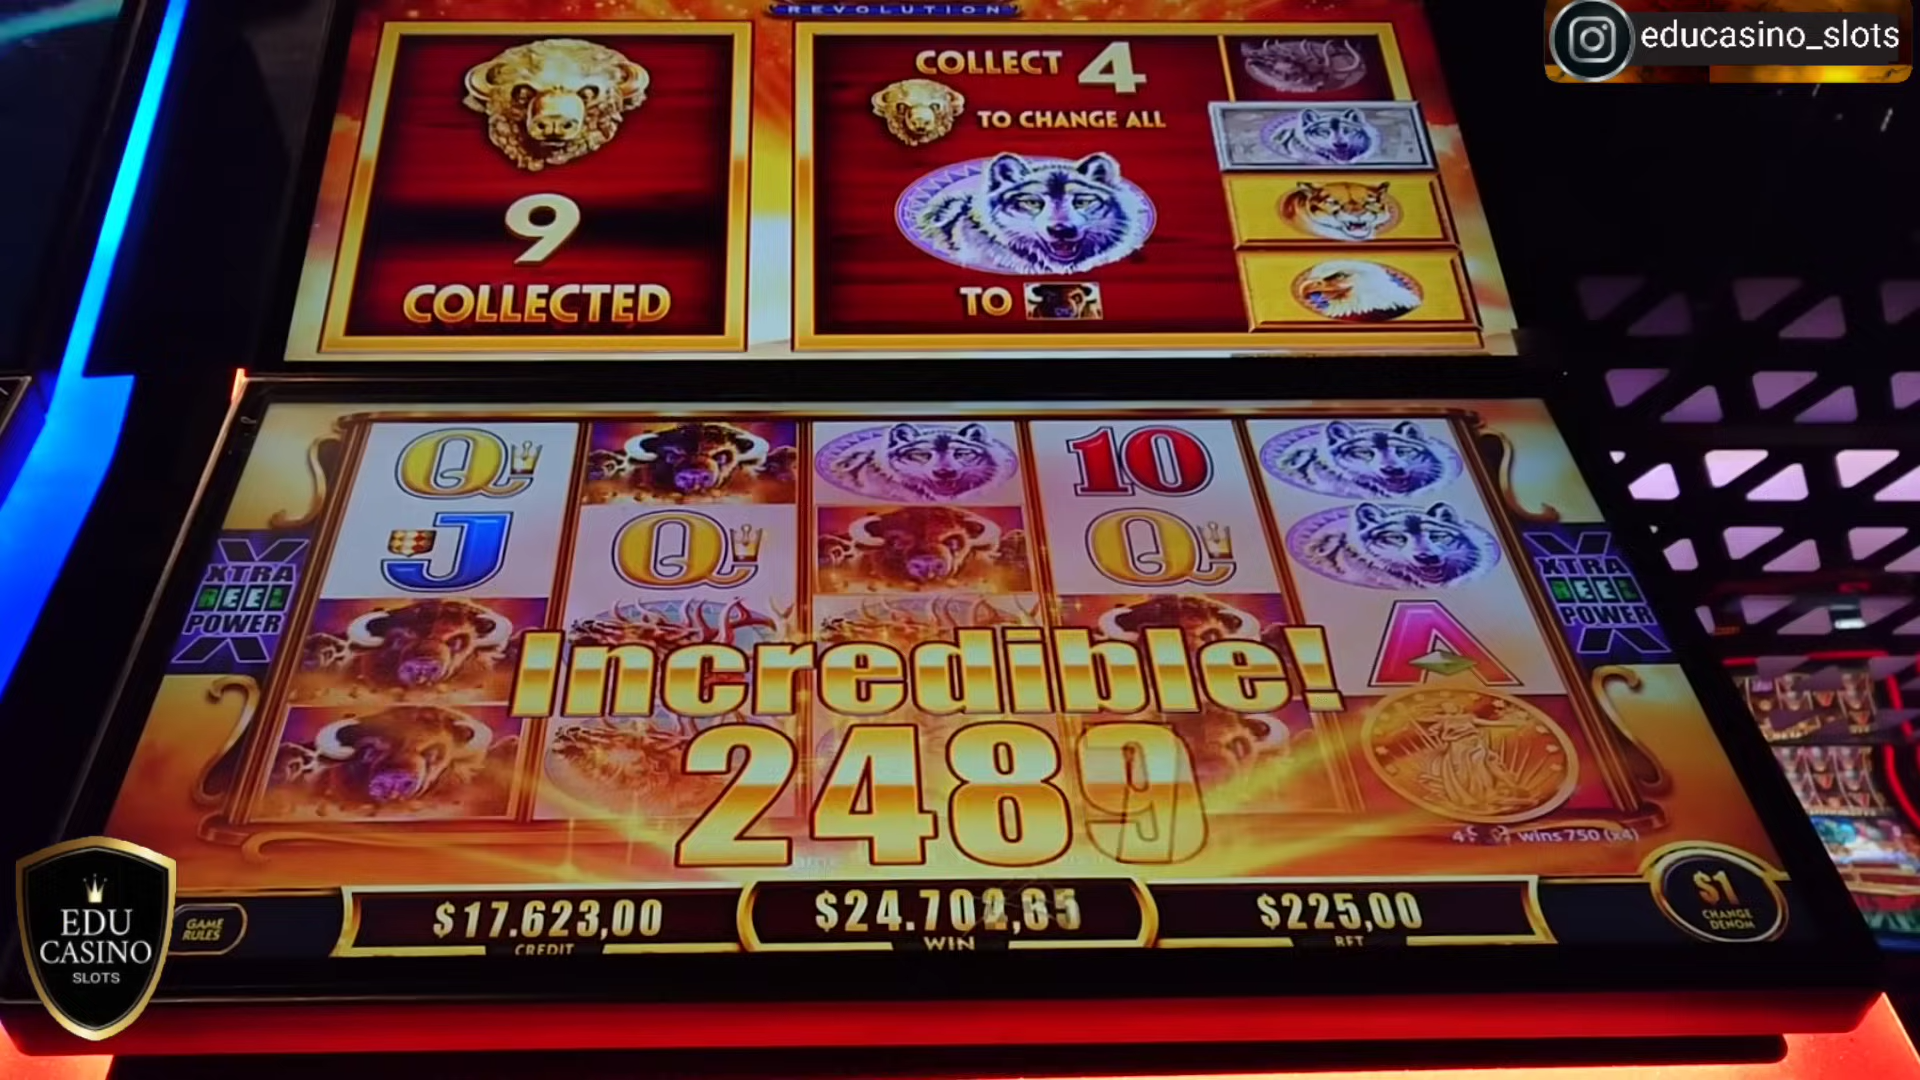 REVOLUTION
educasino_slots
COLLECT 4
TO CHANGE ALL
9
COLLECTED
TO
Q
10
J
Q
Q
XTRA
REEL
POWER
XTRA
REEL
POWER
A
Incredible!
2489
wins 750 (x4)
$17.623,00
CREDIT
WIN
$225,00
BET
$1
CHANGE
DENOM
GAME
RULES
EDU
CASINO
SLOTS